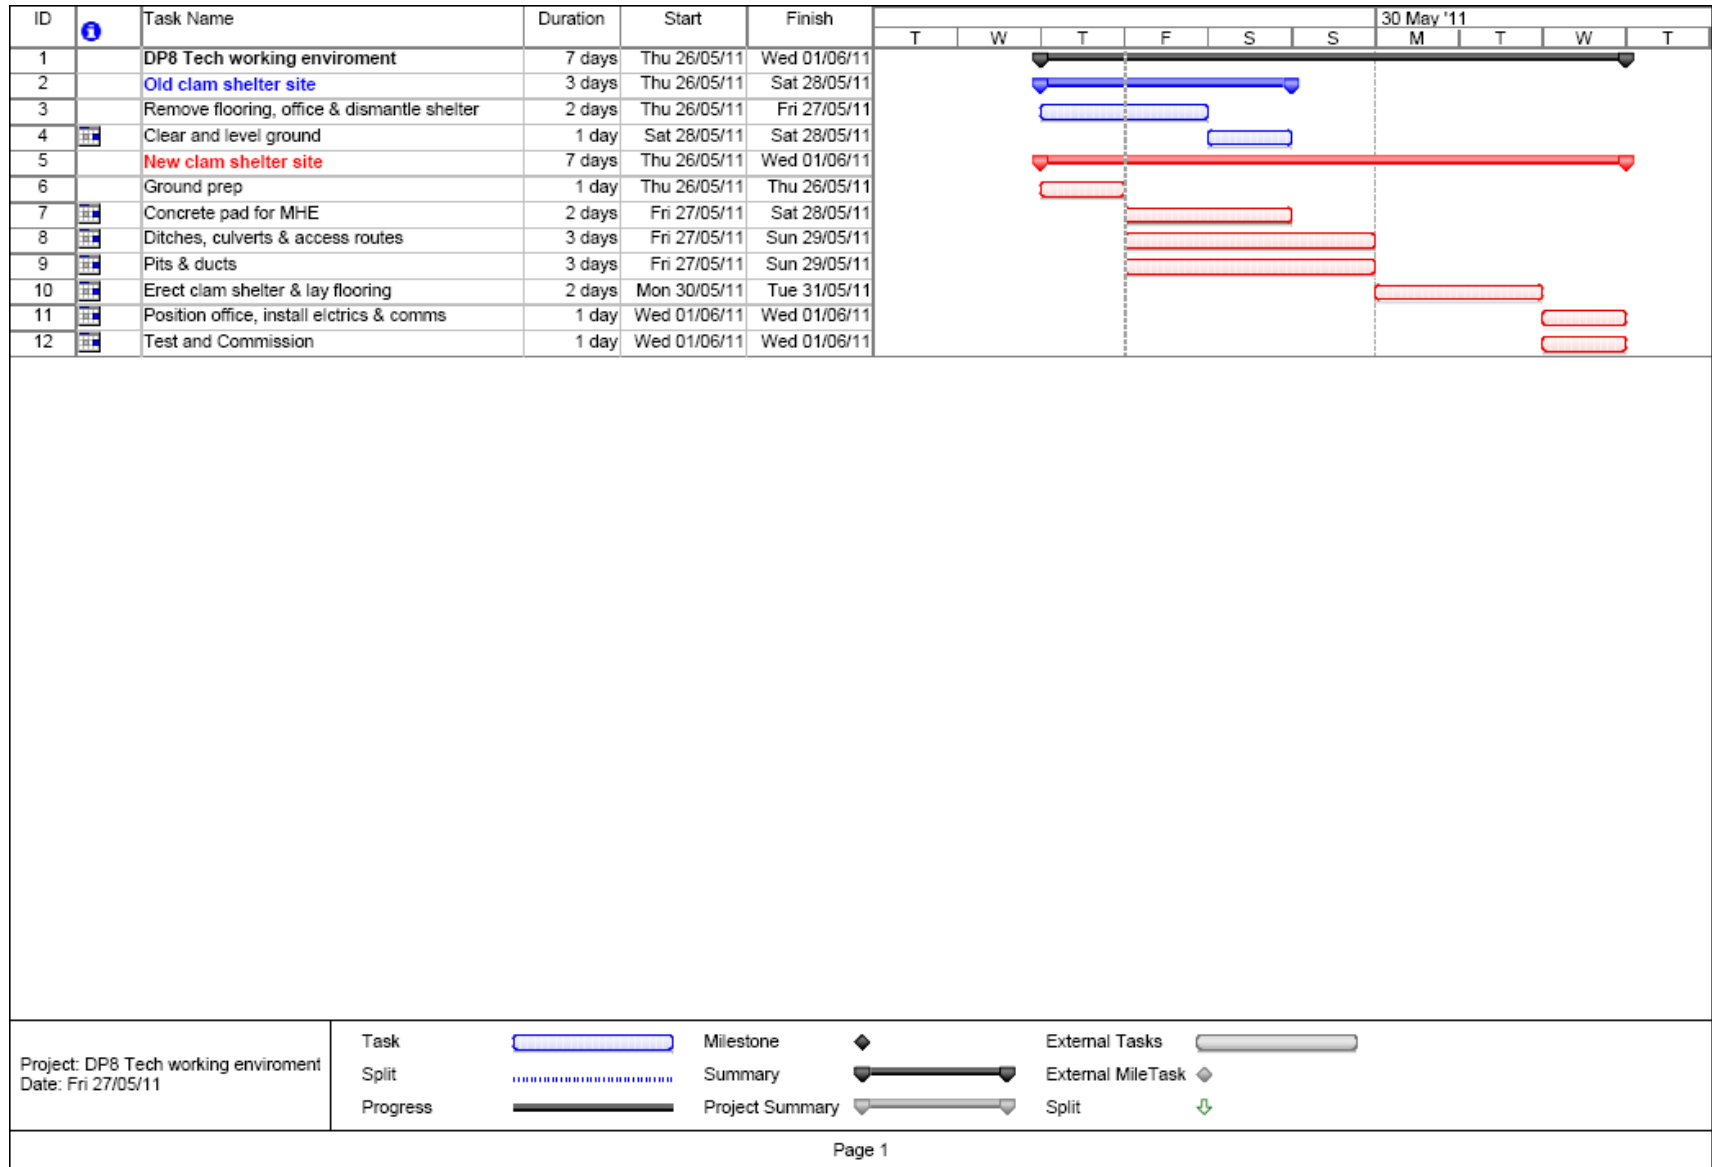 ID Task Name Duration Start Finish 30 May '11
T W T F S S M T W T
1 DP8 Tech working enviroment 7 days Thu 26/05/11 Wed 01/06/11
2 Old clam shelter site 3 days Thu 26/05/11 Sat 28/05/11
3 Remove flooring, office & dismantle shelter 2 days Thu 26/05/11 Fri 27/05/11
4 Clear and level ground 1 day Sat 28/05/11 Sat 28/05/11
5 New clam shelter site 7 days Thu 26/05/11 Wed 01/06/11
6 Ground prep 1 day Thu 26/05/11 Thu 26/05/11
7 Concrete pad for MHE 2 days Fri 27/05/11 Sat 28/05/11
8 Ditches, culverts & access routes 3 days Fri 27/05/11 Sun 29/05/11
9 Pits & ducts 3 days Fri 27/05/11 Sun 29/05/11
10 Erect clam shelter & lay flooring 2 days Mon 30/05/11 Tue 31/05/11
11 Position office, install elctrics & comms 1 day Wed 01/06/11 Wed 01/06/11
12 Test and Commission 1 day Wed 01/06/11 Wed 01/06/11
Project: DP8 Tech working enviroment
Date: Fri 27/05/11
Task Milestone External Tasks
Split Summary External MileTask
Progress Project Summary Split
Page 1